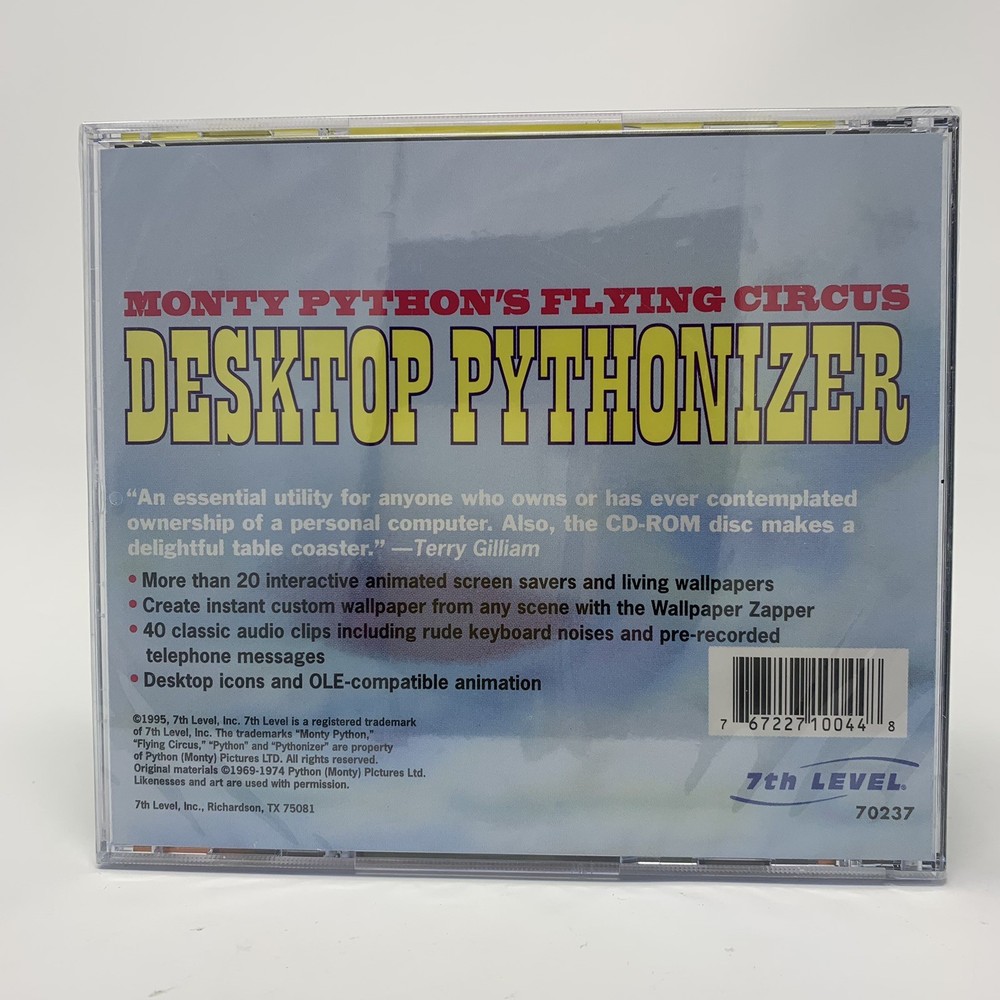 MONTY PYTHON'S FLYING CIRCUS
DESKTOP PYTHONIZER
“An essential utility for anyone who owns or has ever contemplated
ownership of a personal computer. Also, the CD-ROM disc makes a
delightful table coaster.” —Terry Gilliam
• More than 20 interactive animated screen savers and living wallpapers
• Create instant custom wallpaper from any scene with the Wallpaper Zapper
• 40 classic audio clips including rude keyboard noises and pre-recorded
telephone messages
• Desktop icons and OLE-compatible animation
©1995, 7th Level, Inc. 7th Level is a registered trademark
of 7th Level, Inc. The trademarks “Monty Python,”
“Flying Circus,” “Python” and “Pythonizer” are property
of Python (Monty) Pictures LTD. All rights reserved.
Original materials ©1969-1974 Python (Monty) Pictures Ltd.
Likenesses and art are used with permission.
7th Level, Inc., Richardson, TX 75081
7 67227 10044 8
7th LEVEL®
70237